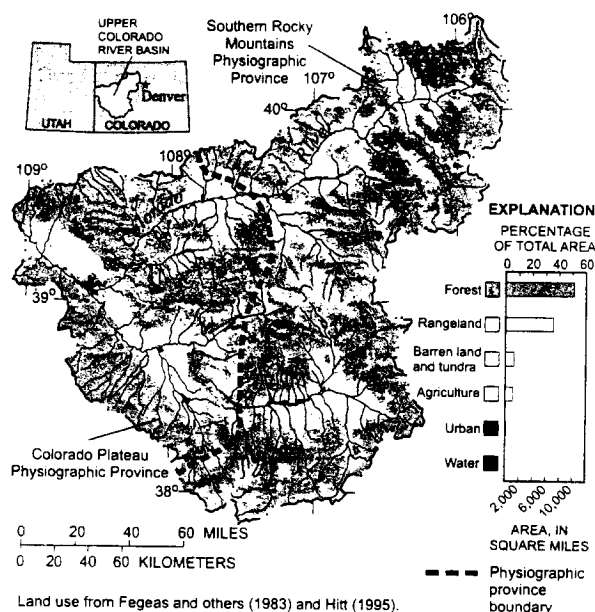 UPPER
COLORADO
RIVER BASIN
Denver
UTAH
COLORADO
Southern Rocky
Mountains
Physiographic
Province
106°
107°
40°
108°
109°
39°
38°
Colorado Plateau
Physiographic Province
0 20 40 60 MILES
0 20 40 60 KILOMETERS
EXPLANATION
PERCENTAGE
OF TOTAL AREA
0 20 40 60
Forest
Rangeland
Barren land
and tundra
Agriculture
Urban
Water
2,000
6,000
10,000
AREA, IN
SQUARE MILES
Physiographic
province
boundary
Land use from Fegeas and others (1983) and Hitt (1995).